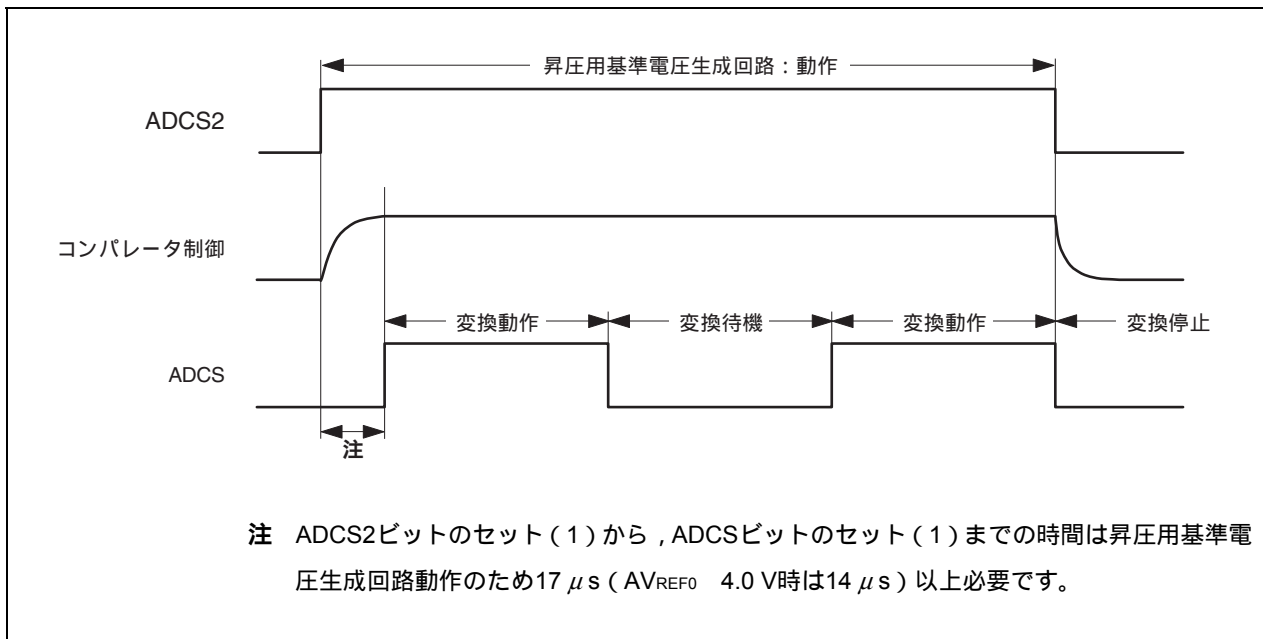 昇圧用基準電圧生成回路：動作
ADCS2
コンパレータ制御
変換動作
変換待機
変換動作
変換停止
ADCS
注
注 ADCS2ビットのセット（1）から，ADCSビットのセット（1）までの時間は昇圧用基準電
圧生成回路動作のため17 μs（AVREF0 4.0 V時は14 μs）以上必要です。